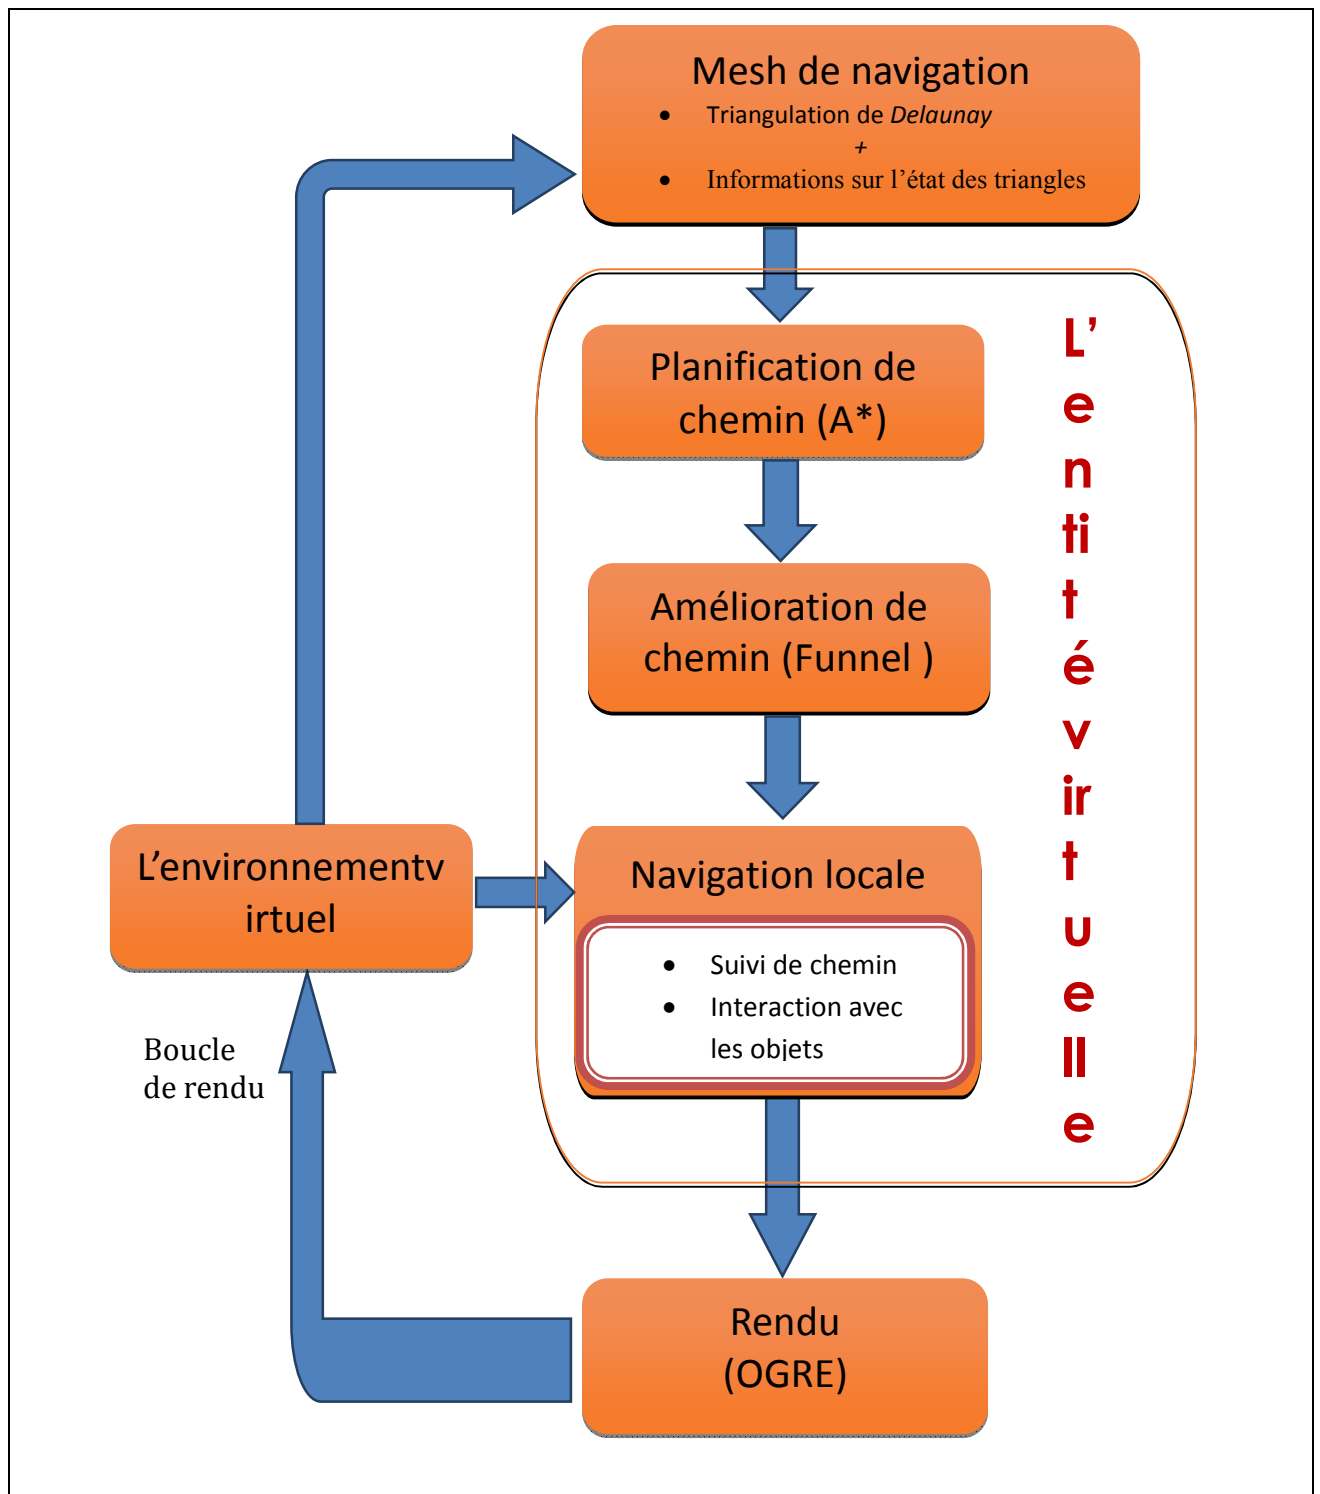 Mesh de navigation
• Triangulation de Delaunay
+
• Informations sur l’état des triangles
Planification de
chemin (A*)
Amélioration de
chemin (Funnel )
L’environnementv
irtuel
Navigation locale
• Suivi de chemin
• Interaction avec
les objets
Boucle
de rendu
Rendu
(OGRE)
L’
e
n
ti
t
é
v
ir
t
u
e
ll
e